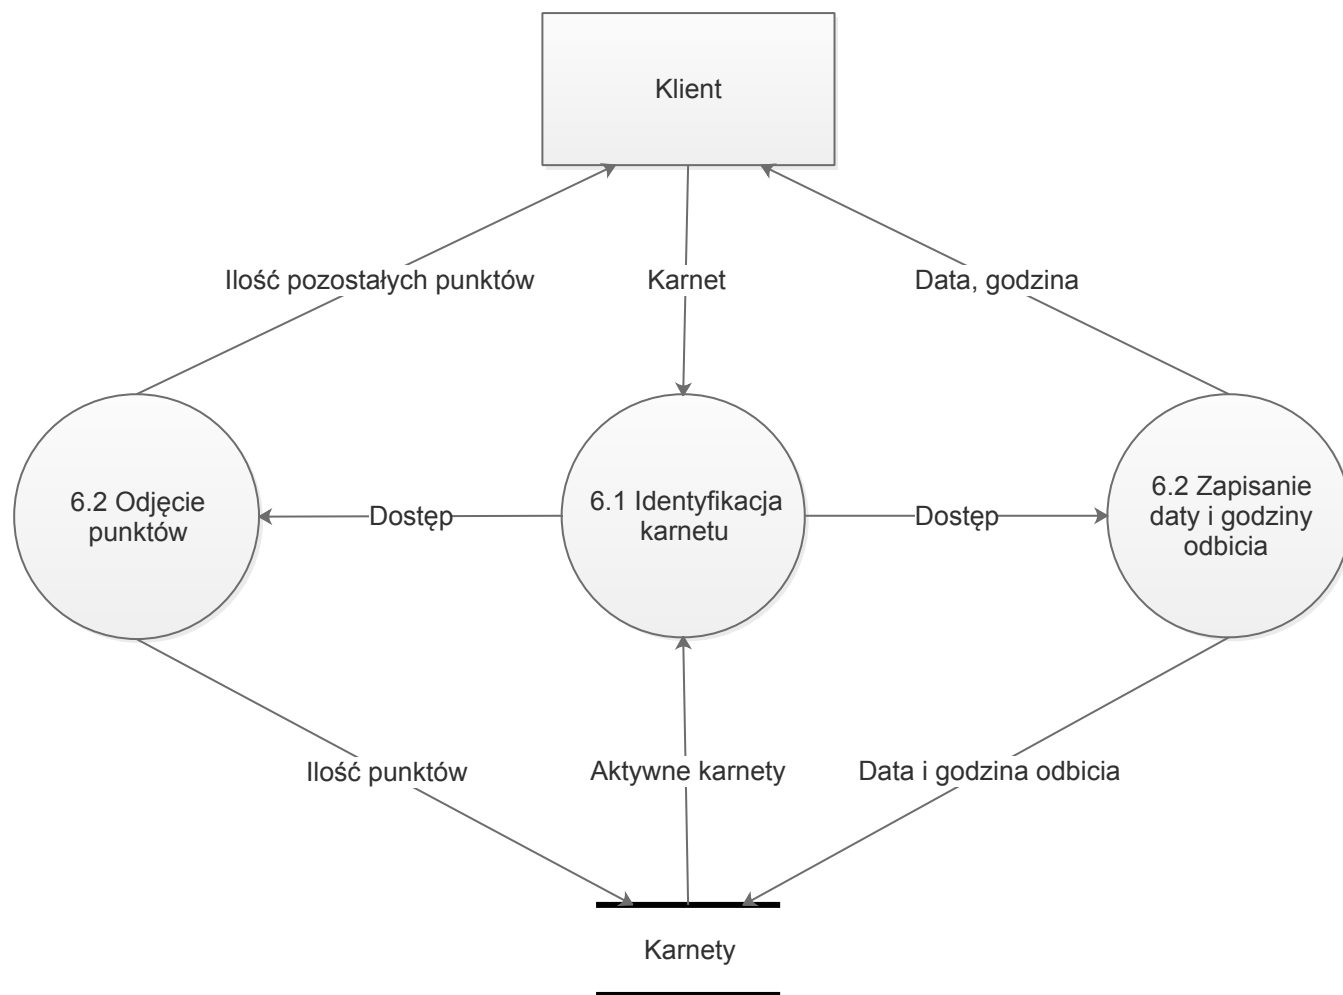 Klient
Ilość pozostałych punktów
Karnet
Data, godzina
6.2 Odjęcie
punktów
Dostęp
6.1 Identyfikacja
karnetu
Dostęp
6.2 Zapisanie
daty i godziny
odbicia
Ilość punktów
Aktywne karnety
Data i godzina odbicia
Karnety